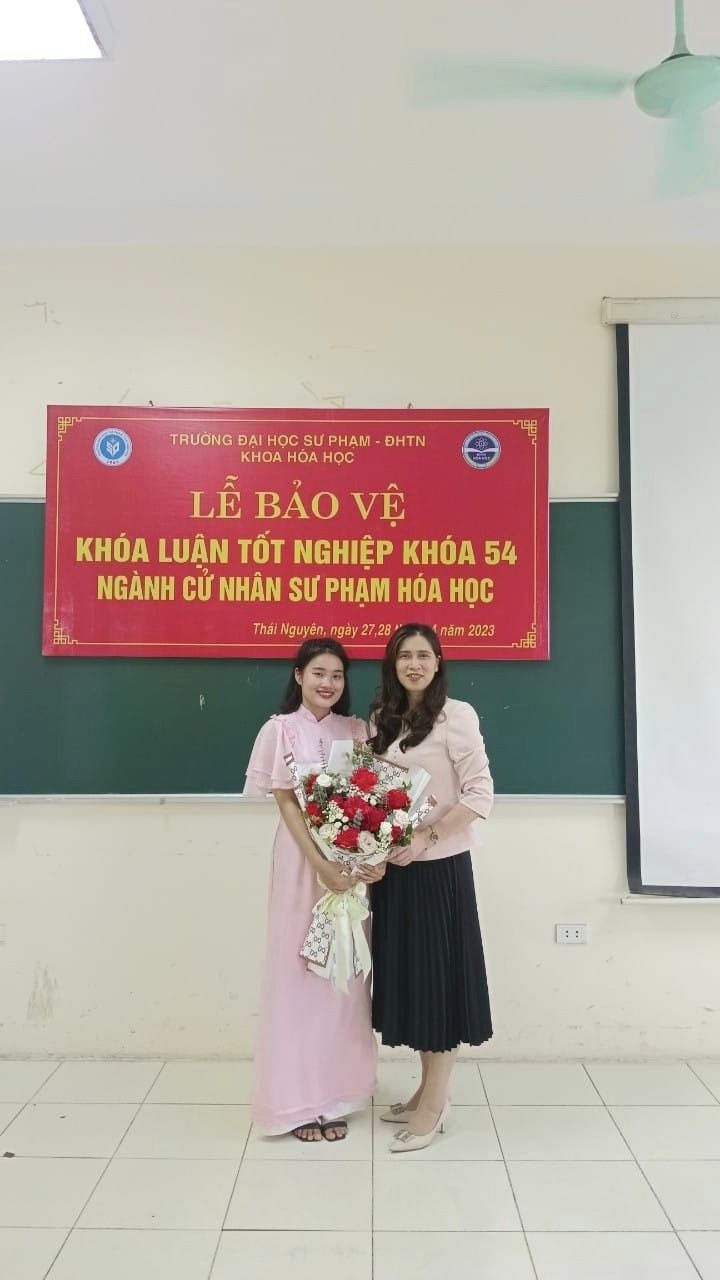 TRƯỜNG ĐẠI HỌC SƯ PHẠM - ĐHTN
KHOA HÓA HỌC
LỄ BẢO VỆ
KHÓA LUẬN TỐT NGHIỆP KHÓA 54
NGÀNH CỬ NHÂN SƯ PHẠM HÓA HỌC
Thái Nguyên, ngày 27,28 năm 2023